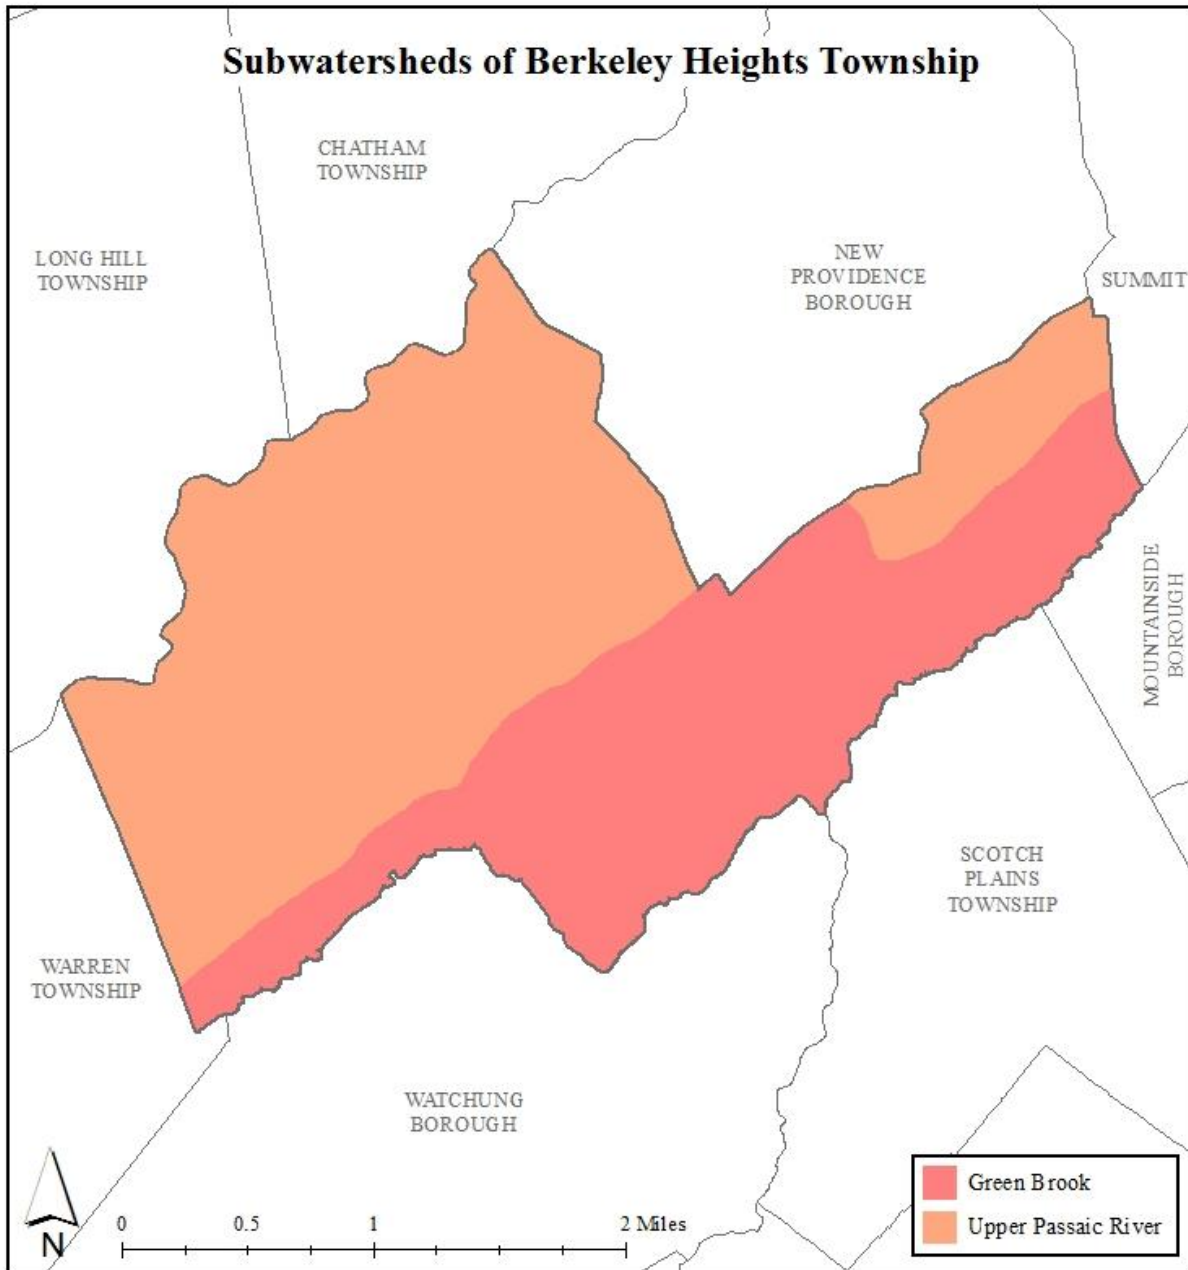 Subwatersheds of Berkeley Heights Township
CHATHAM
TOWNSHIP
LONG HILL
TOWNSHIP
NEW
PROVIDENCE
BOROUGH
SUMMIT
MOUNTAINSIDE
BOROUGH
SCOTCH
PLAINS
TOWNSHIP
WARREN
TOWNSHIP
WATCHUNG
BOROUGH
N
0 0.5 1 2 Miles
Green Brook
Upper Passaic River